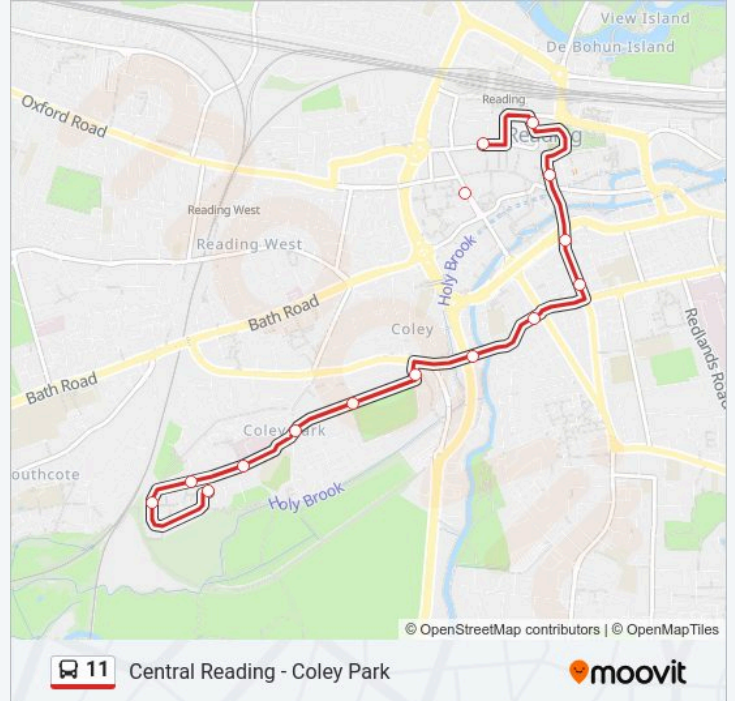 View Island
De Bohun Island
Oxford Road
Reading
Reading
Reading West
Reading West
Holy Brook
Bath Road
Coley
Redlands Roa
Bath Road
Coley Park
outhcote
Holy Brook
© OpenStreetMap contributors | © OpenMapTiles
11 Central Reading - Coley Park
moovit